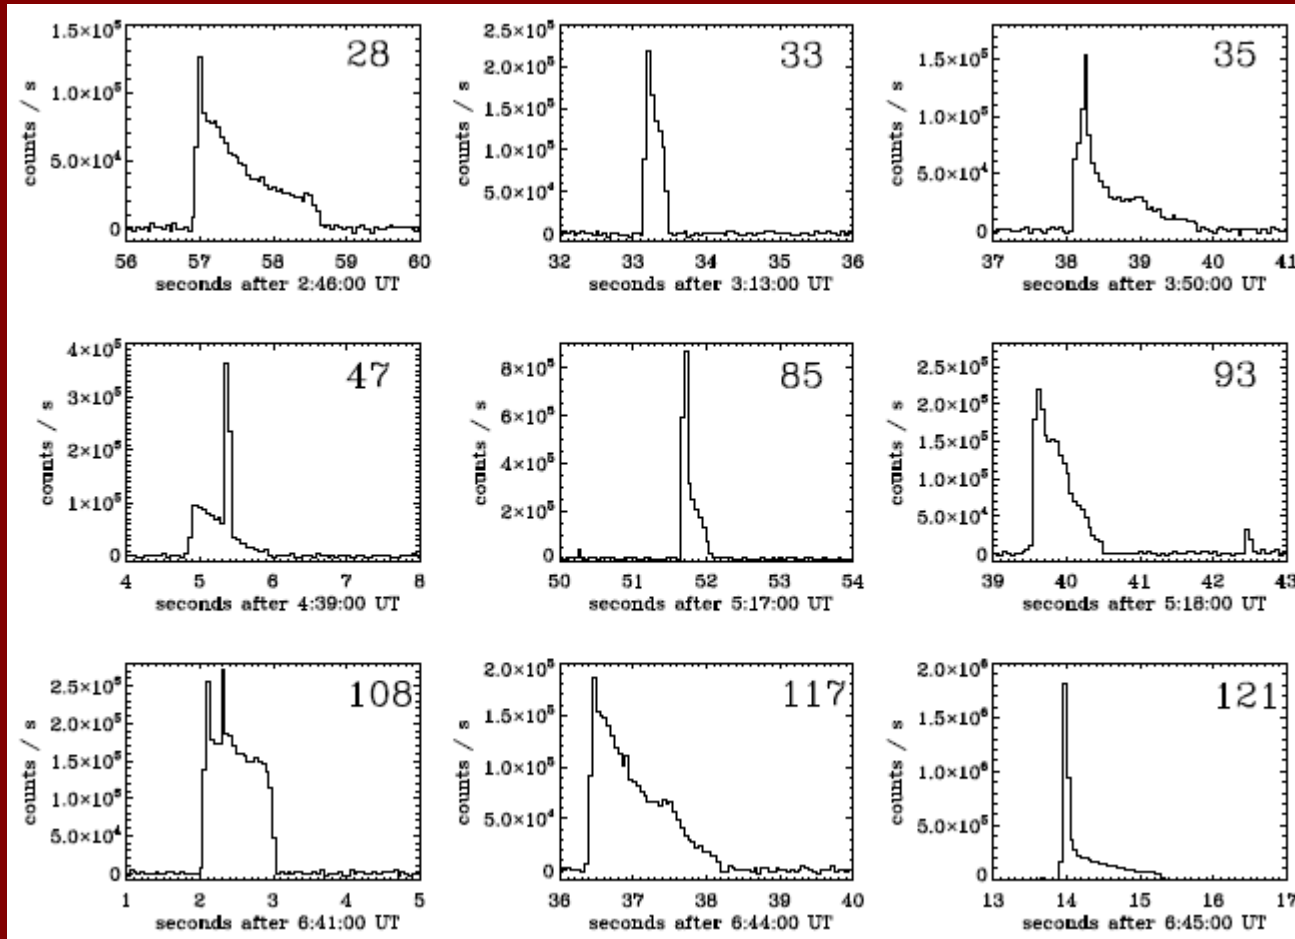 28
1.5×10⁵
1.0×10⁵
5.0×10⁴
0
counts / s
56 57 58 59 60
seconds after 2:46:00 UT
33
2.5×10⁵
2.0×10⁵
1.5×10⁵
1.0×10⁵
5.0×10⁴
0
counts / s
32 33 34 35 36
seconds after 3:13:00 UT
35
1.5×10⁵
1.0×10⁵
5.0×10⁴
0
counts / s
37 38 39 40 41
seconds after 3:50:00 UT
47
4×10⁵
3×10⁵
2×10⁵
1×10⁵
0
counts / s
4 5 6 7 8
seconds after 4:39:00 UT
85
8×10⁵
6×10⁵
4×10⁵
2×10⁵
0
counts / s
50 51 52 53 54
seconds after 5:17:00 UT
93
2.5×10⁵
2.0×10⁵
1.5×10⁵
1.0×10⁵
5.0×10⁴
0
counts / s
39 40 41 42 43
seconds after 5:18:00 UT
108
2.5×10⁵
2.0×10⁵
1.5×10⁵
1.0×10⁵
5.0×10⁴
0
counts / s
1 2 3 4 5
seconds after 6:41:00 UT
117
2.0×10⁵
1.5×10⁵
1.0×10⁵
5.0×10⁴
0
counts / s
36 37 38 39 40
seconds after 6:44:00 UT
121
2.0×10⁶
1.5×10⁶
1.0×10⁶
5.0×10⁵
0
counts / s
13 14 15 16 17
seconds after 6:45:00 UT